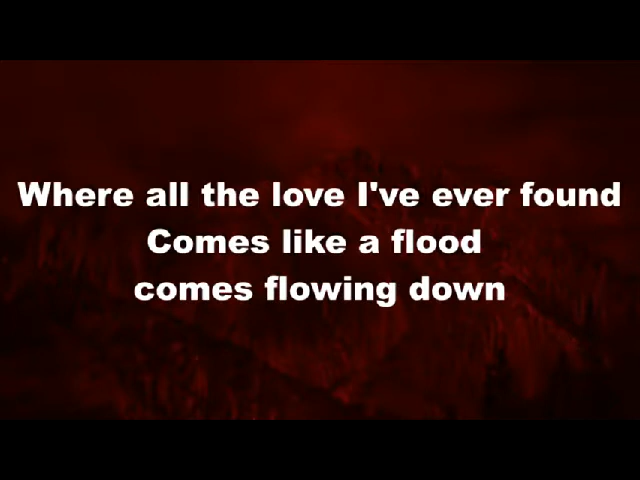 Where all the love I've ever found
Comes like a flood
comes flowing down